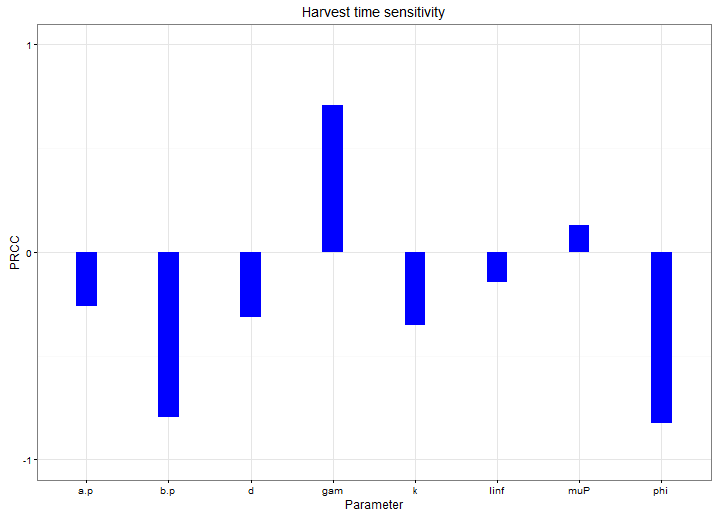 Harvest time sensitivity
1
0
-1
PRCC
a.p b.p d gam k linf muP phi
Parameter